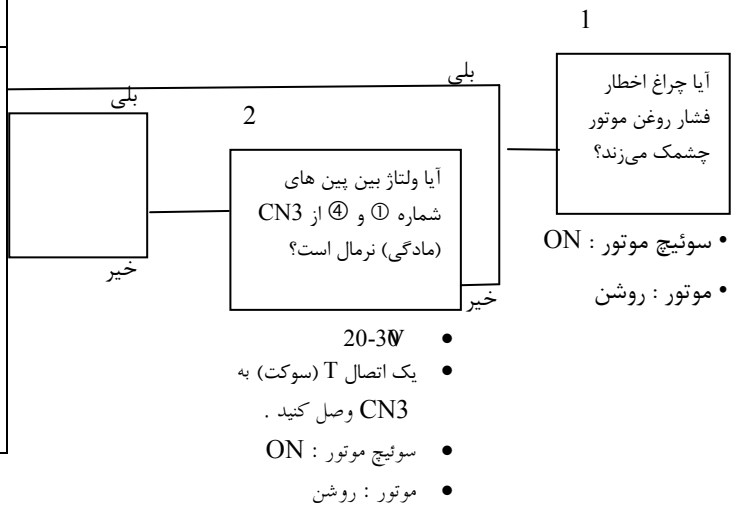 1
آیا چراغ اخطار
فشار روغن موتور
چشمک می‌زند؟
• سوئیچ موتور : ON
• موتور : روشن
بلی
خیر
2
آیا ولتاژ بین پین های
شماره ① و ④ از CN3
(مادگی) نرمال است؟
• 20-30V
• یک اتصال T (سوکت) به
CN3 وصل کنید .
• سوئیچ موتور : ON
• موتور : روشن
بلی
خیر